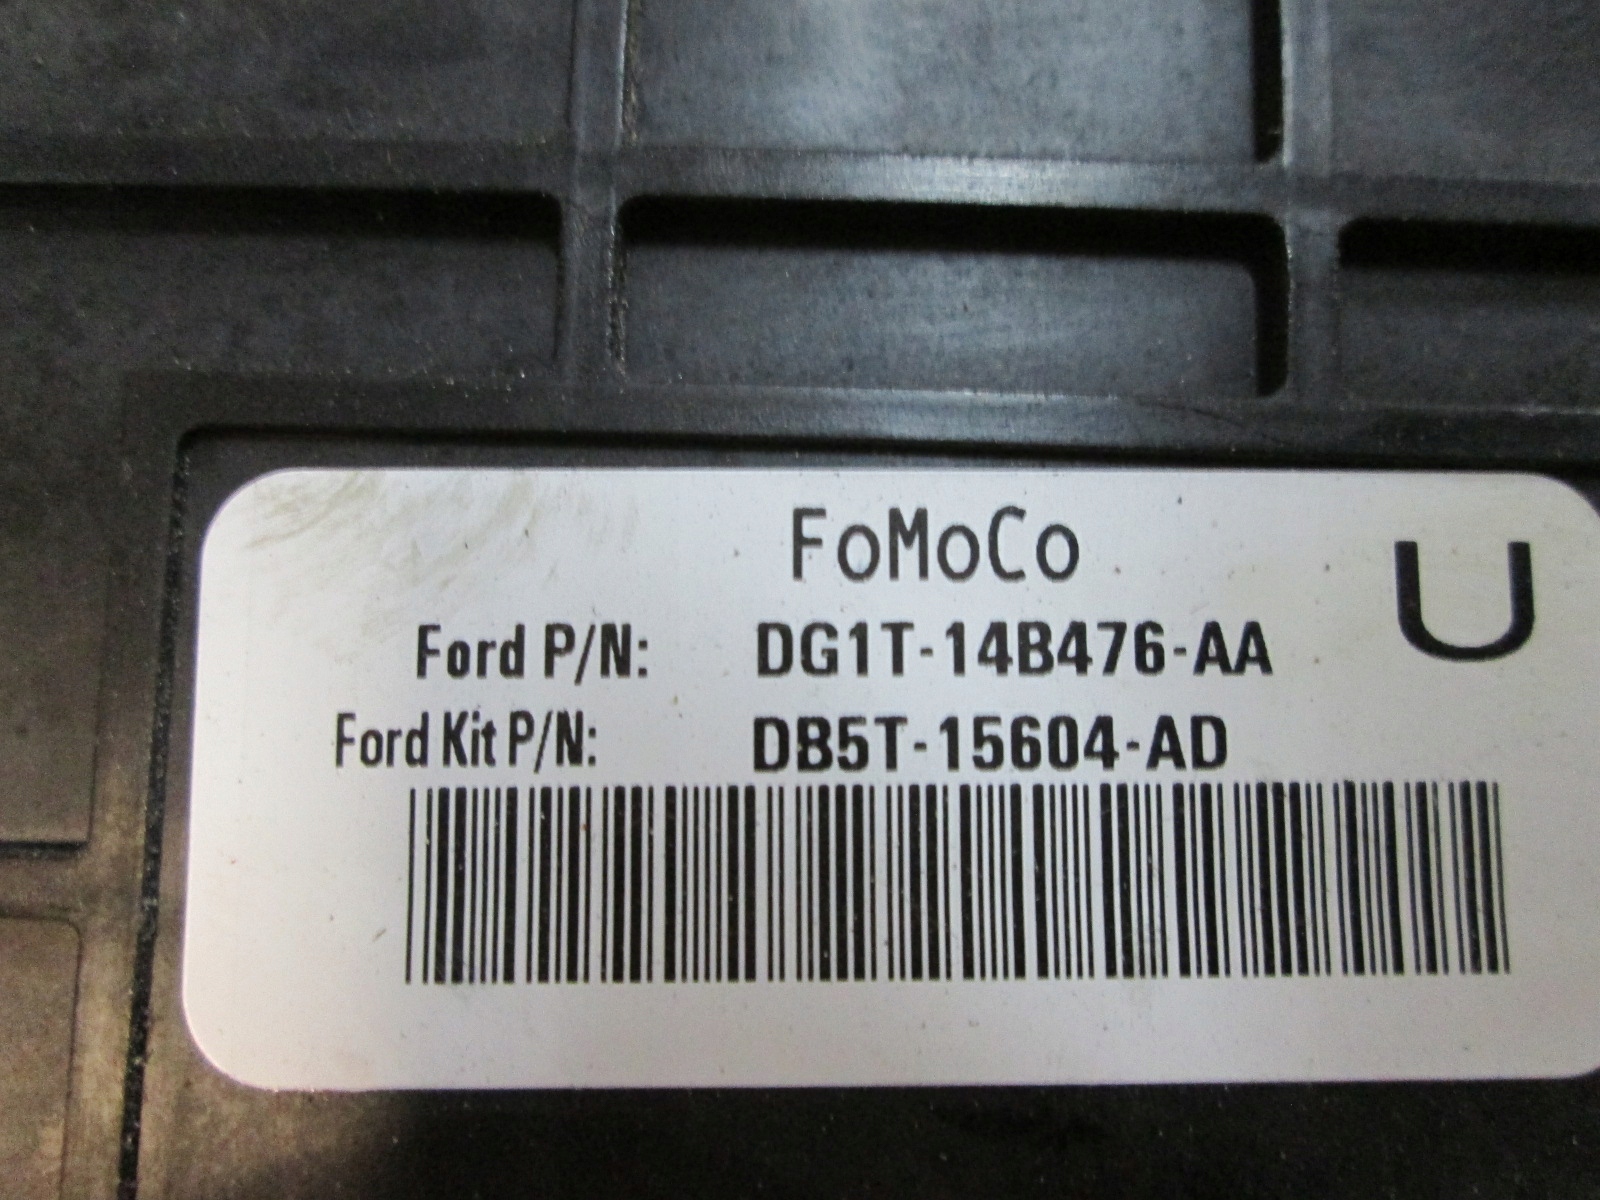 FoMoCo
U
Ford P/N: DG1T-14B476-AA
Ford Kit P/N: DB5T-15604-AD